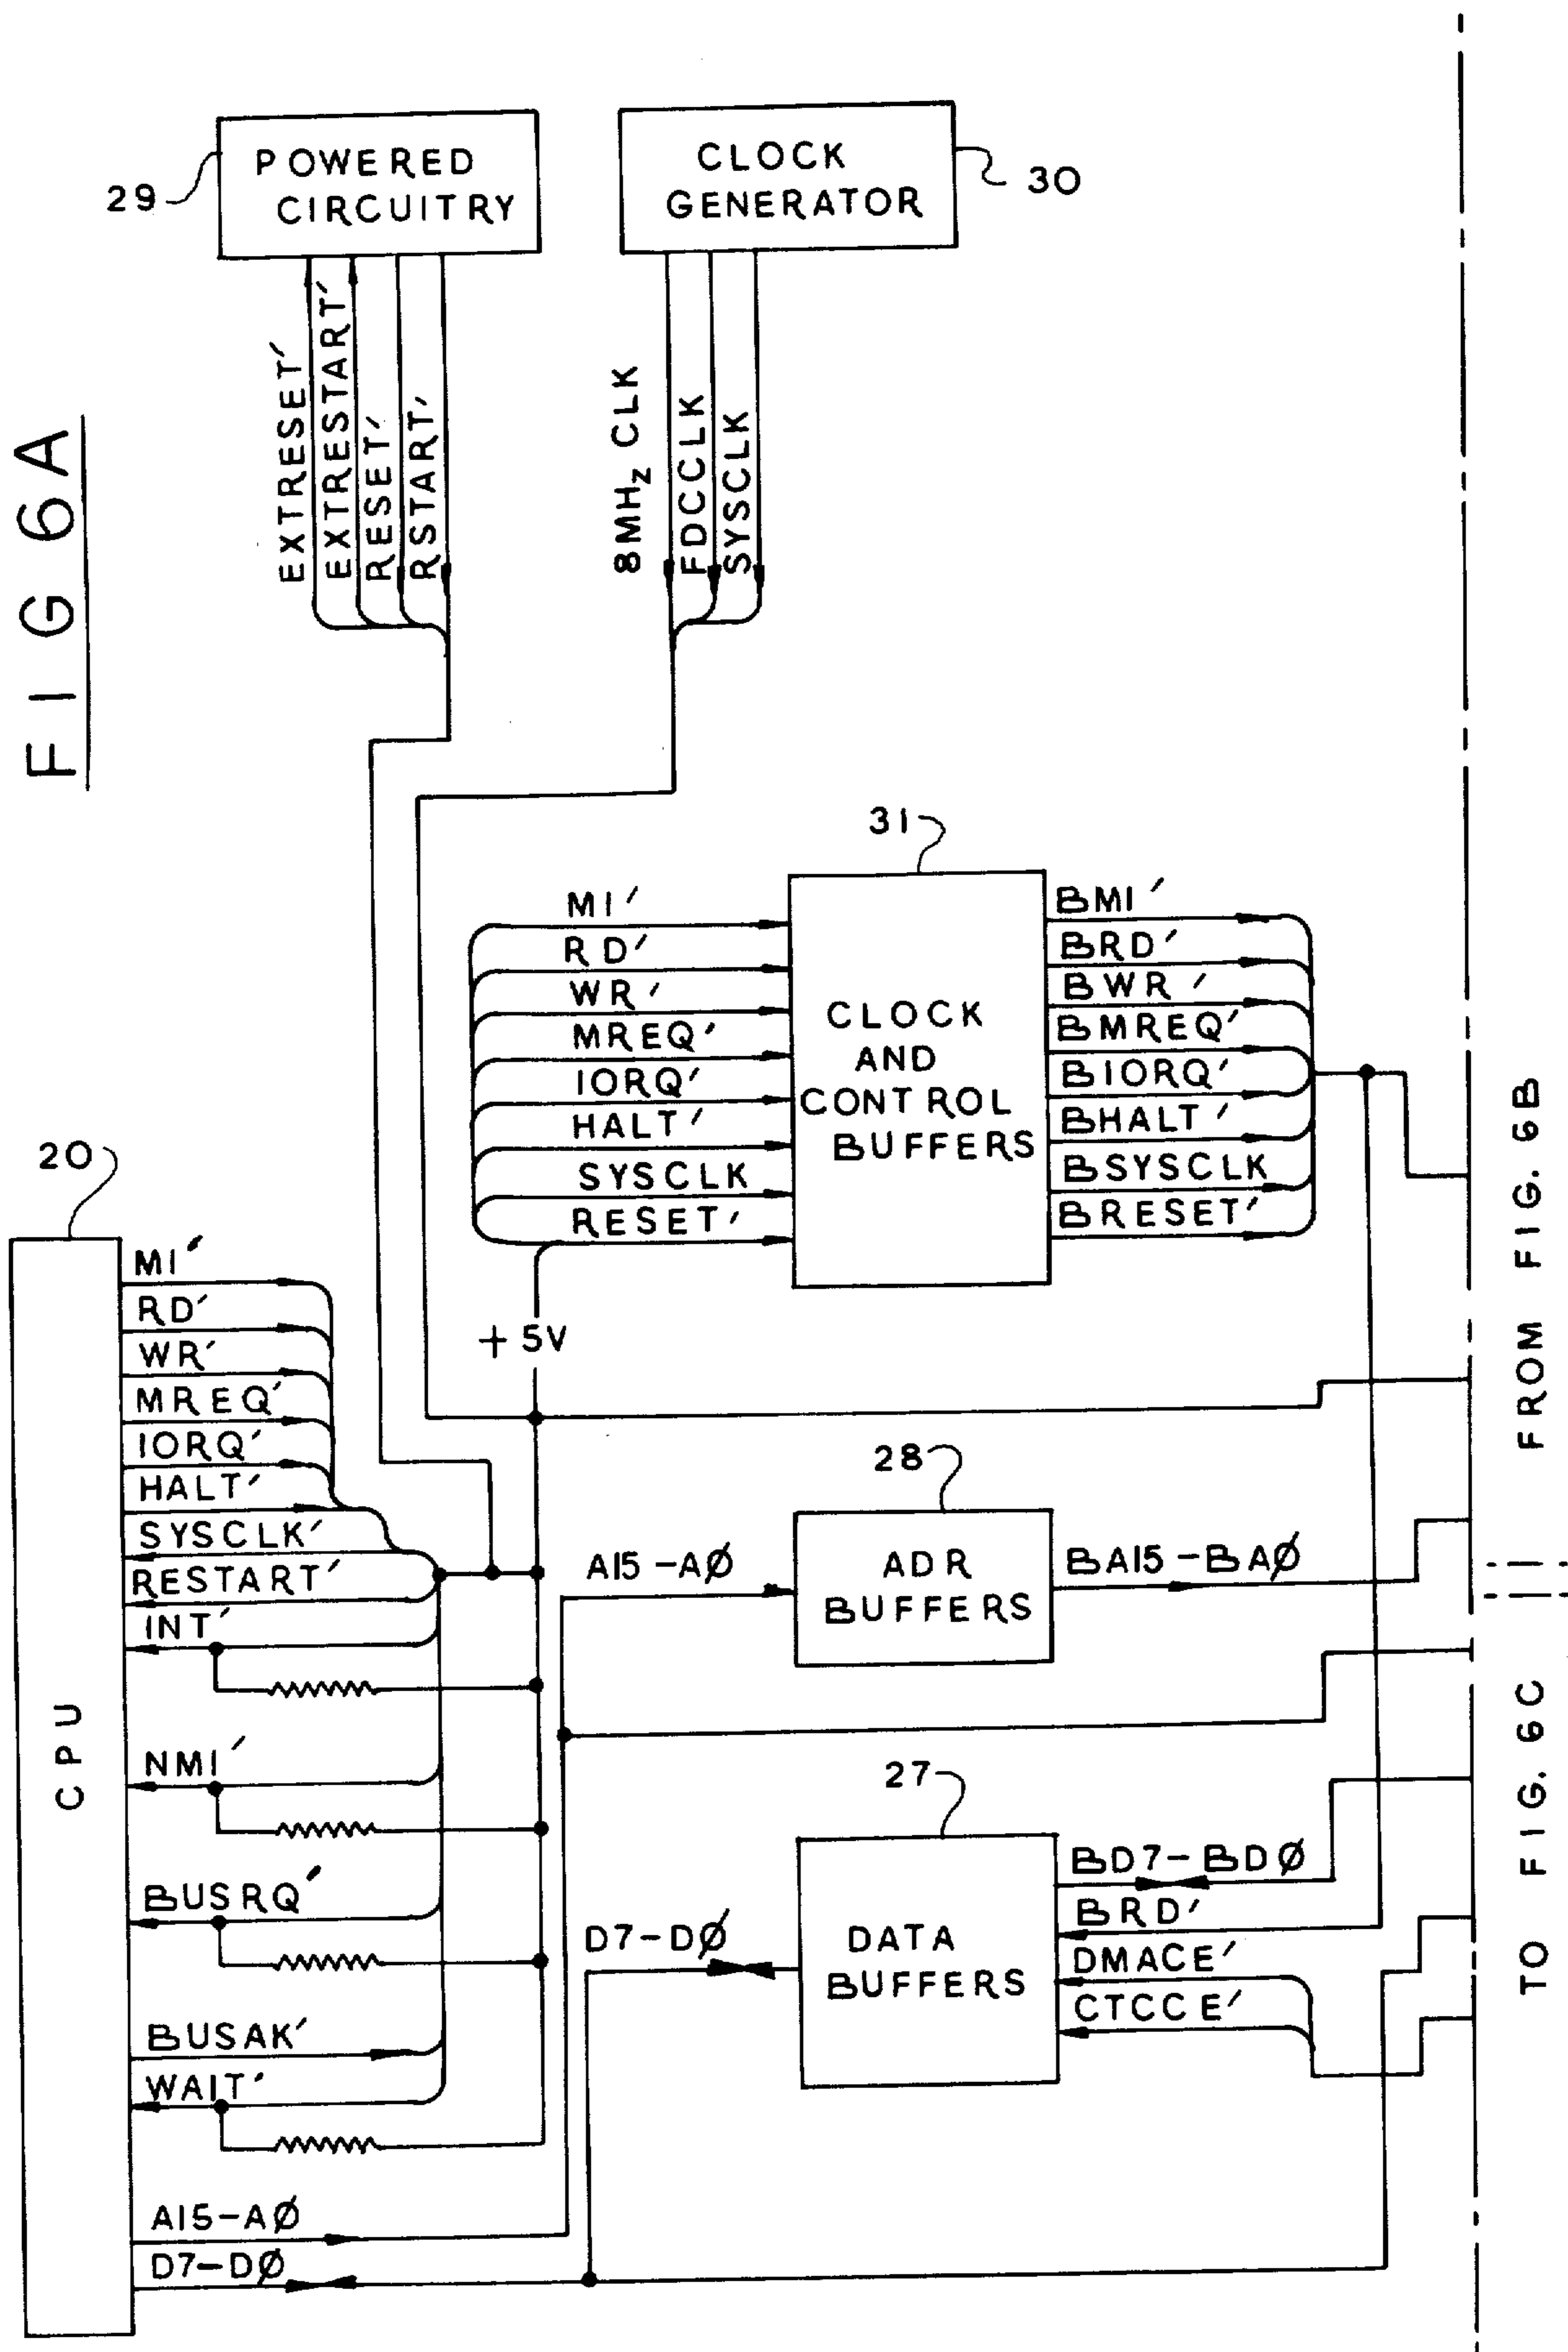 FIG 6A
29
POWERED
CIRCUITRY
CLOCK
GENERATOR
30
EXTRESET'
EXTRESTART'
RESET'
RSTART'
8MHz CLK
FDCCLK
SYSCLK
31
MI'
RD'
WR'
MREQ'
IORQ'
HALT'
SYSCLK
RESET'
CLOCK
AND
CONTROL
BUFFERS
BMI'
BRD'
BWR'
BMREQ'
BIORQ'
BHALT'
BSYSCLK
BRESET'
+5V
20
CPU
MI'
RD'
WR'
MREQ'
IORQ'
HALT'
SYSCLK'
RESTART'
INT'
NMI'
BUSRQ'
BUSAK'
WAIT'
A15-AØ
D7-DØ
28
A15-AØ
ADR
BUFFERS
BA15-BAØ
27
D7-DØ
DATA
BUFFERS
BD7-BDØ
BRD'
DMACE'
CTCCE'
FROM FIG. 6B
TO FIG. 6C